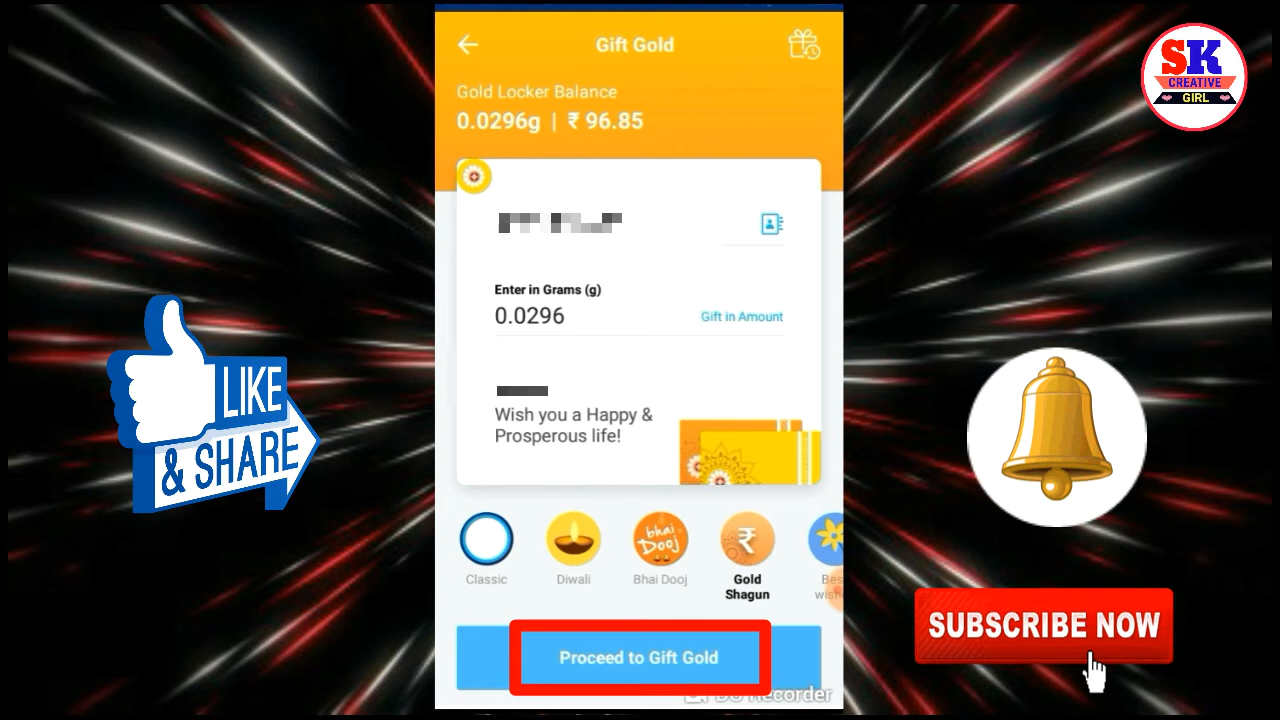 Gift Gold
Gold Locker Balance
0.0296g | ₹ 96.85
Enter in Grams (g)
0.0296
Gift in Amount
Wish you a Happy &
Prosperous life!
Classic
Diwali
bhai
Dooj
Bhai Dooj
₹
Gold
Shagun
Proceed to Gift Gold
Recorder
LIKE
& SHARE
SK
CREATIVE
GIRL
SUBSCRIBE NOW